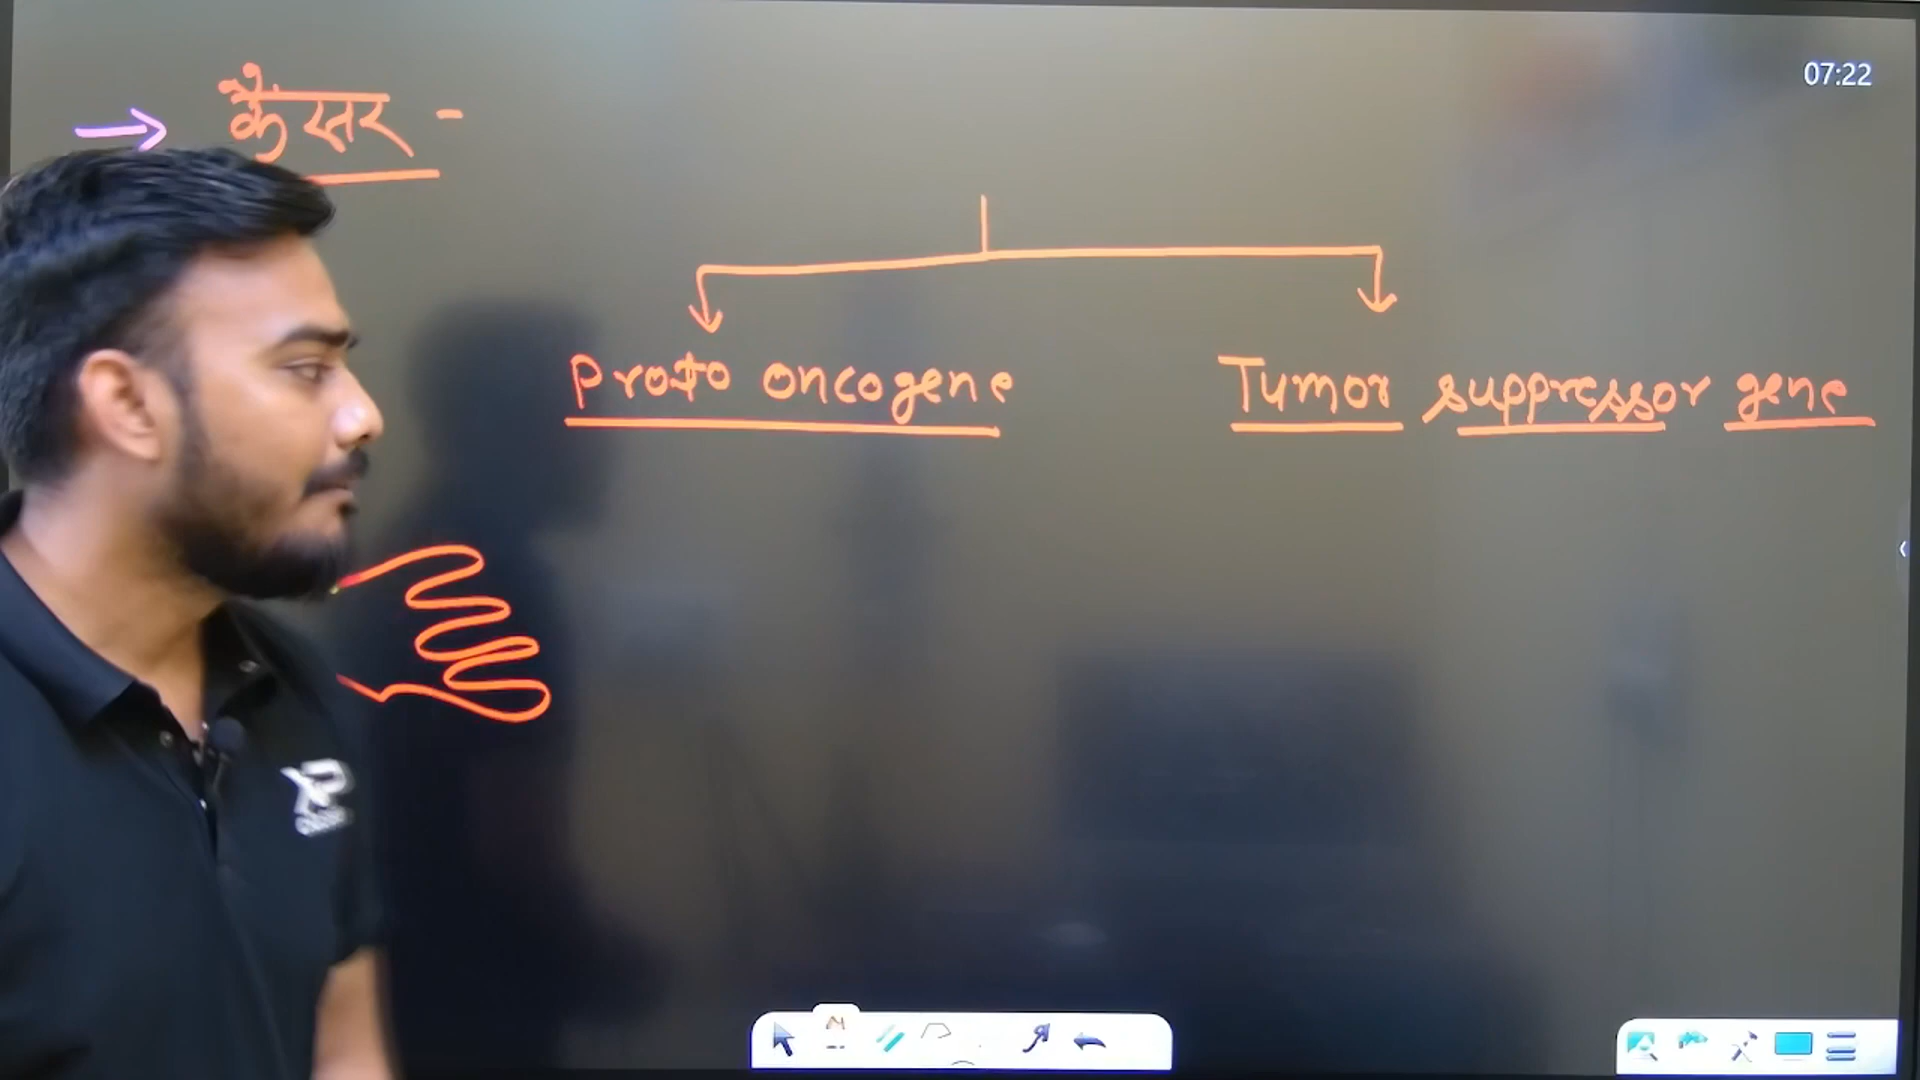 07:22
कैंसर -
Proto oncogene
Tumor suppressor gene